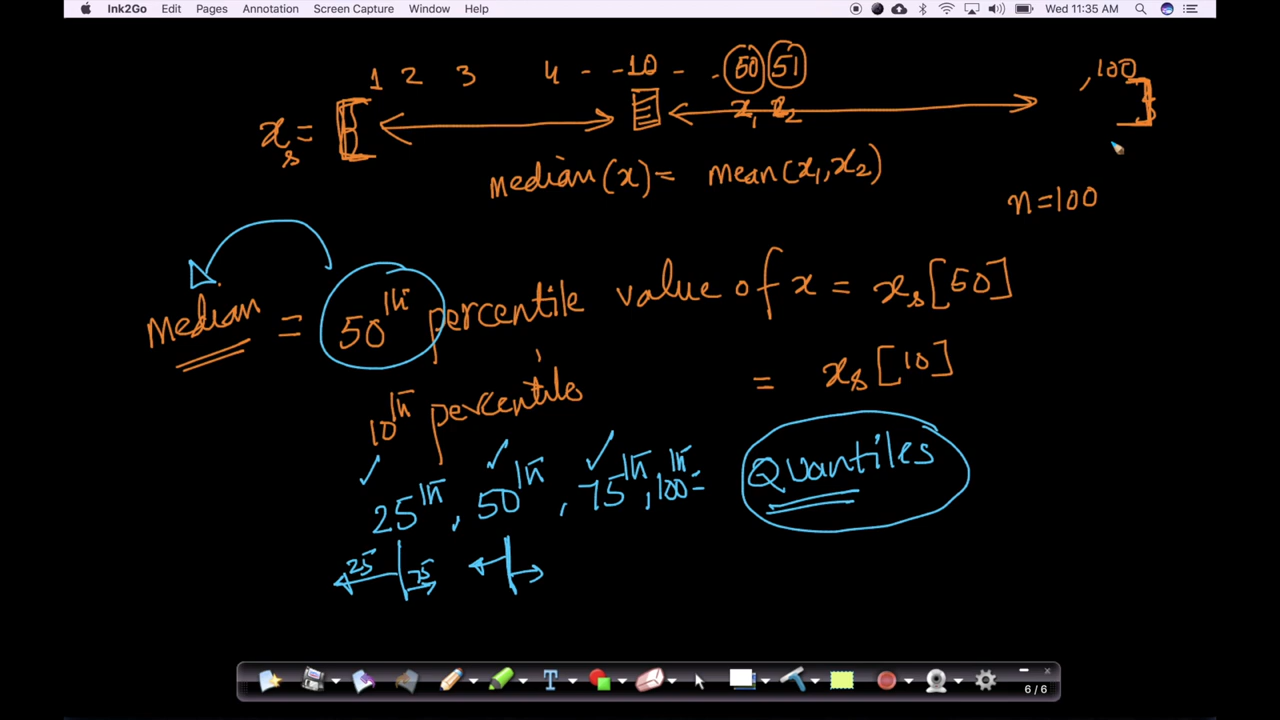 Ink2Go Edit Pages Annotation Screen Capture Window Help Wed 11:35 AM
1 2 3 4 - - 10 - - 50 51 , 100
xs = [ x1 x2 ]
median(x) = mean(x1, x2)
n = 100
median = 50th percentile value of x = xs[50]
10th percentile = xs[10]
25th, 50th, 75th, 100th Quantiles
25 75
T
6 / 6